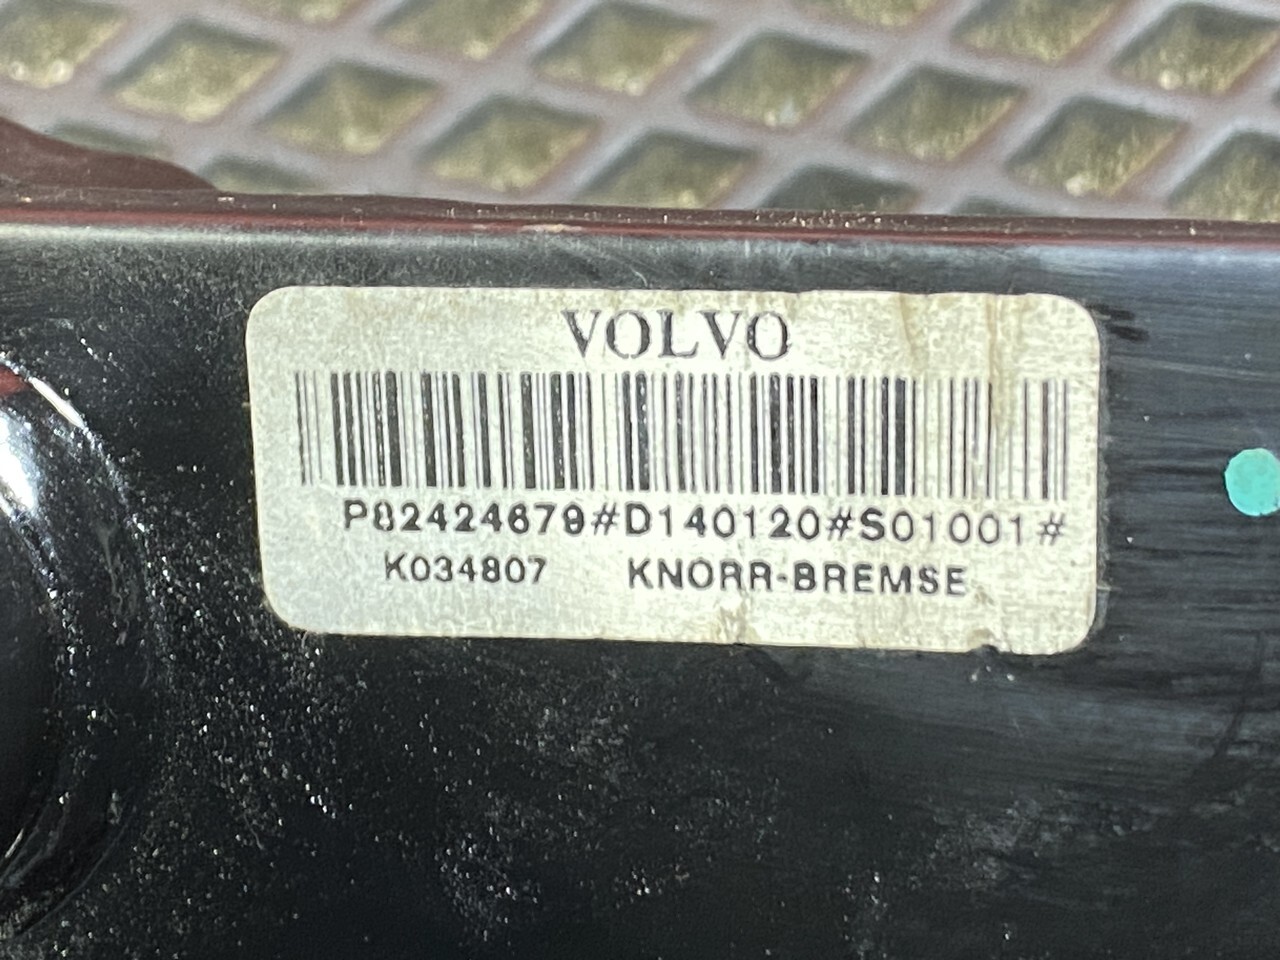 VOLVO
P82424679#D140120#S01001#
K034807 KNORR-BREMSE